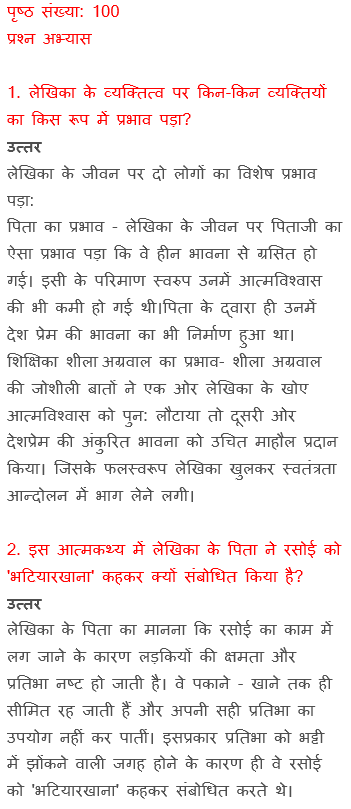 पृष्ठ संख्या: 100
प्रश्न अभ्यास
1. लेखिका के व्यक्तित्व पर किन-किन व्यक्तियों
का किस रूप में प्रभाव पड़ा?
उत्तर
लेखिका के जीवन पर दो लोगों का विशेष प्रभाव
पड़ा:
पिता का प्रभाव - लेखिका के जीवन पर पिताजी का
ऐसा प्रभाव पड़ा कि वे हीन भावना से ग्रसित हो
गई। इसी के परिमाण स्वरुप उनमें आत्मविश्वास
की भी कमी हो गई थी।पिता के द्वारा ही उनमें
देश प्रेम की भावना का भी निर्माण हुआ था।
शिक्षिका शीला अग्रवाल का प्रभाव- शीला अग्रवाल
की जोशीली बातों ने एक ओर लेखिका के खोए
आत्मविश्वास को पुन: लौटाया तो दूसरी ओर
देशप्रेम की अंकुरित भावना को उचित माहौल प्रदान
किया। जिसके फलस्वरूप लेखिका खुलकर स्वतंत्रता
आन्दोलन में भाग लेने लगी।
2. इस आत्मकथ्य में लेखिका के पिता ने रसोई को
'भटियारखाना' कहकर क्यों संबोधित किया है?
उत्तर
लेखिका के पिता का मानना कि रसोई का काम में
लग जाने के कारण लड़कियों की क्षमता और
प्रतिभा नष्ट हो जाती है। वे पकाने - खाने तक ही
सीमित रह जाती हैं और अपनी सही प्रतिभा का
उपयोग नहीं कर पातीं। इसप्रकार प्रतिभा को भट्टी
में झोंकने वाली जगह होने के कारण ही वे रसोई
को 'भटियारखाना' कहकर संबोधित करते थे।